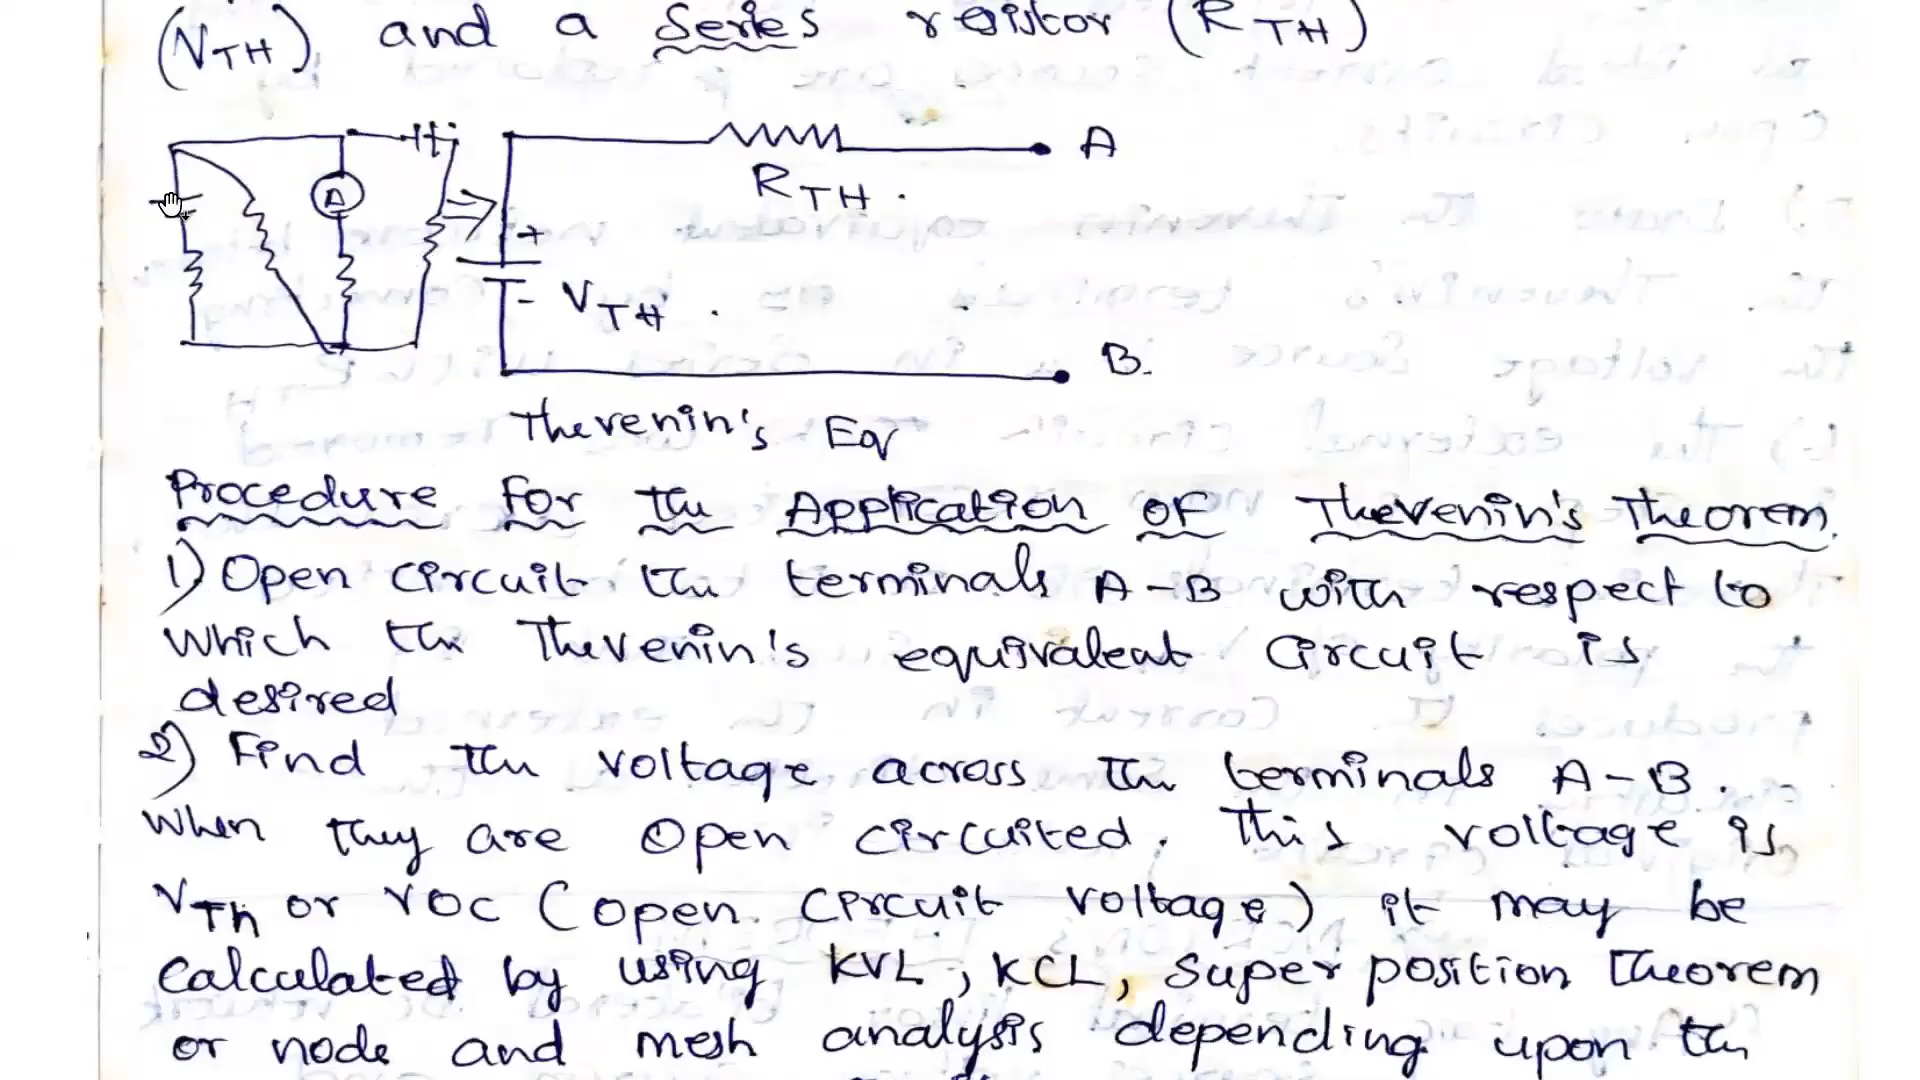 (VTH) and a Series resistor (RTH)
A
RTH.
+
- VTH
B.
Thevenin's Eq
Procedure for the Application of Thevenin's Theorem.
1) Open circuit the terminals A-B with respect to
which the Thevenin's equivalent circuit is
desired
2) Find the voltage across the terminals A-B.
when they are open circuited. This voltage is
VTh or VOC (open circuit voltage) it may be
calculated by using KVL, KCL, Super position Theorem
or node and mesh analysis depending upon the